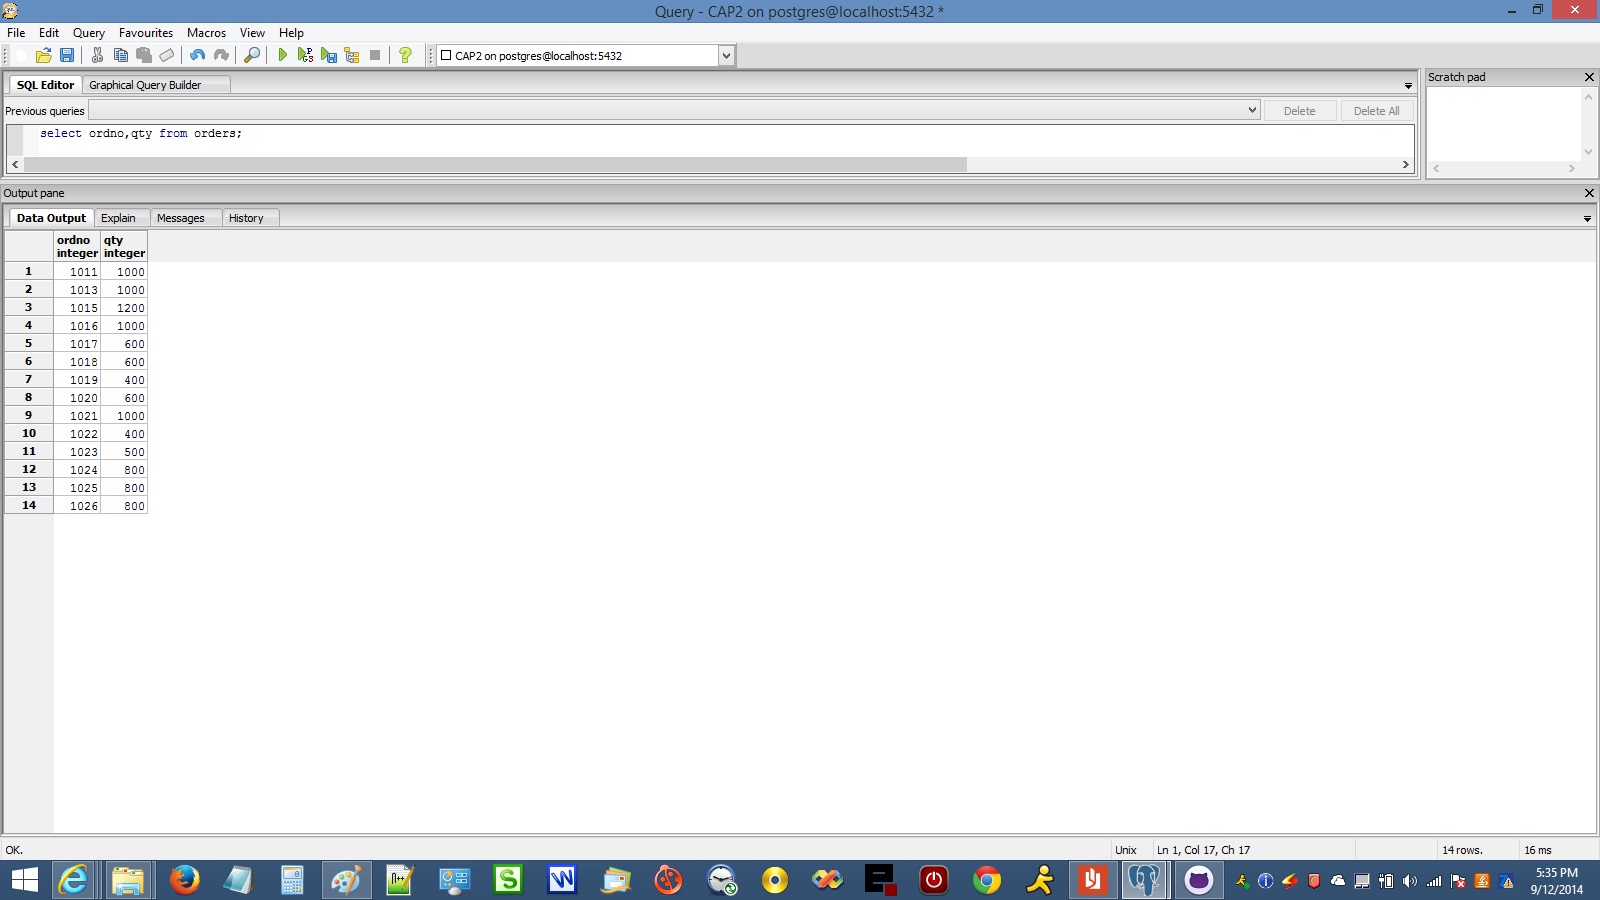 Query - CAP2 on postgres@localhost:5432 *
File Edit Query Favourites Macros View Help
CAP2 on postgres@localhost:5432
SQL Editor Graphical Query Builder
Scratch pad
Previous queries Delete Delete All
select ordno,qty from orders;
Output pane
Data Output Explain Messages History
ordno qty
integer integer
1 1011 1000
2 1013 1000
3 1015 1200
4 1016 1000
5 1017 600
6 1018 600
7 1019 400
8 1020 600
9 1021 1000
10 1022 400
11 1023 500
12 1024 800
13 1025 800
14 1026 800
OK. Unix Ln 1, Col 17, Ch 17 14 rows. 16 ms
5:35 PM
9/12/2014